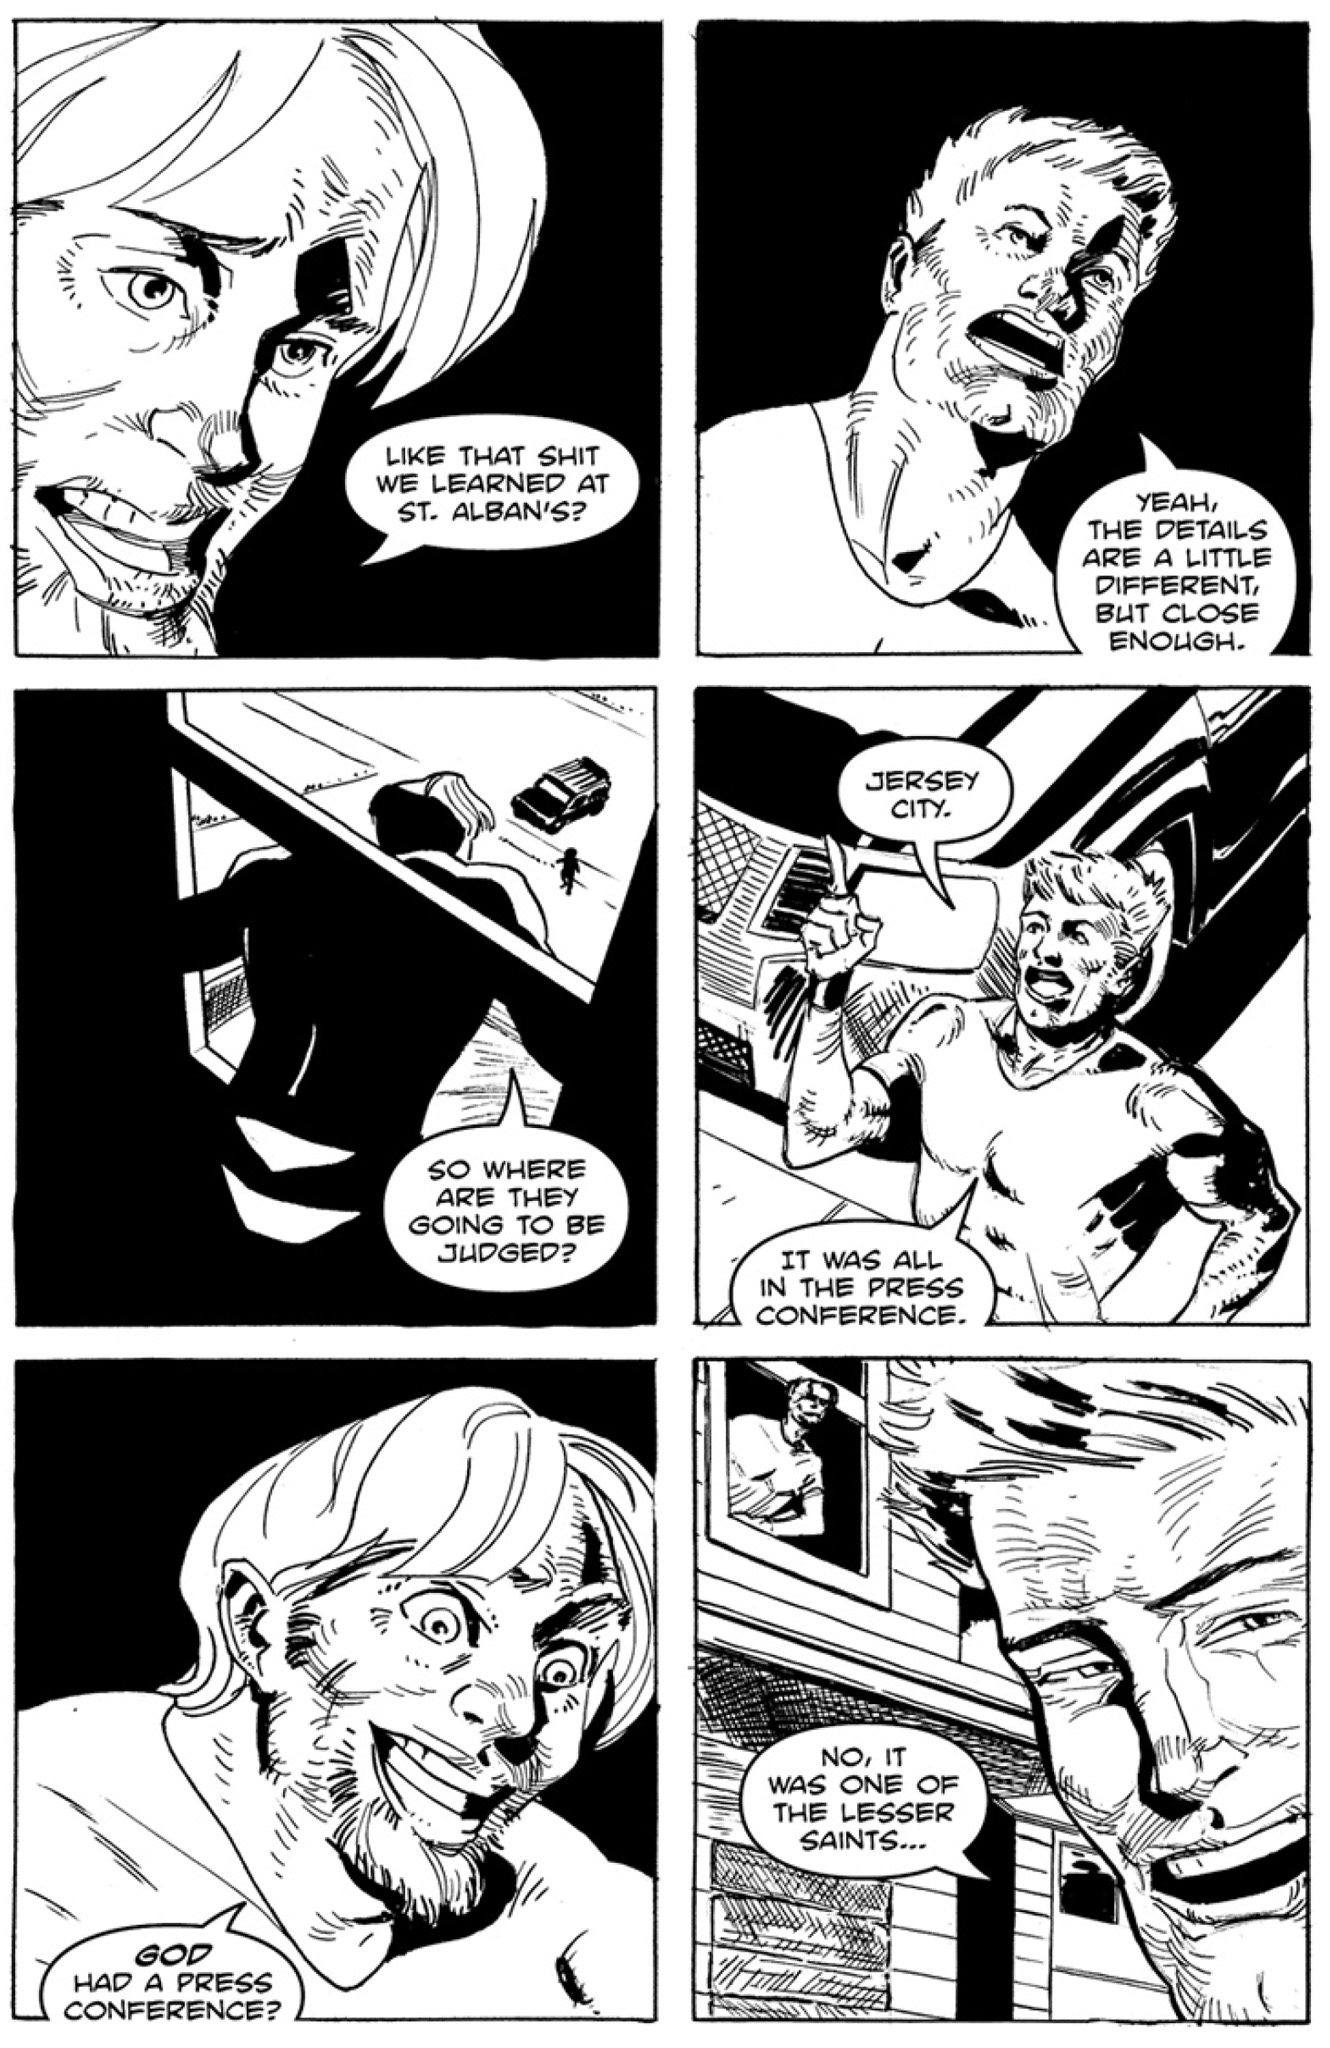 LIKE THAT SHIT
WE LEARNED AT
ST. ALBAN'S?
YEAH,
THE DETAILS
ARE A LITTLE
DIFFERENT,
BUT CLOSE
ENOUGH.
SO WHERE
ARE THEY
GOING TO BE
JUDGED?
JERSEY
CITY.
IT WAS ALL
IN THE PRESS
CONFERENCE.
GOD
HAD A PRESS
CONFERENCE?
NO, IT
WAS ONE OF
THE LESSER
SAINTS...